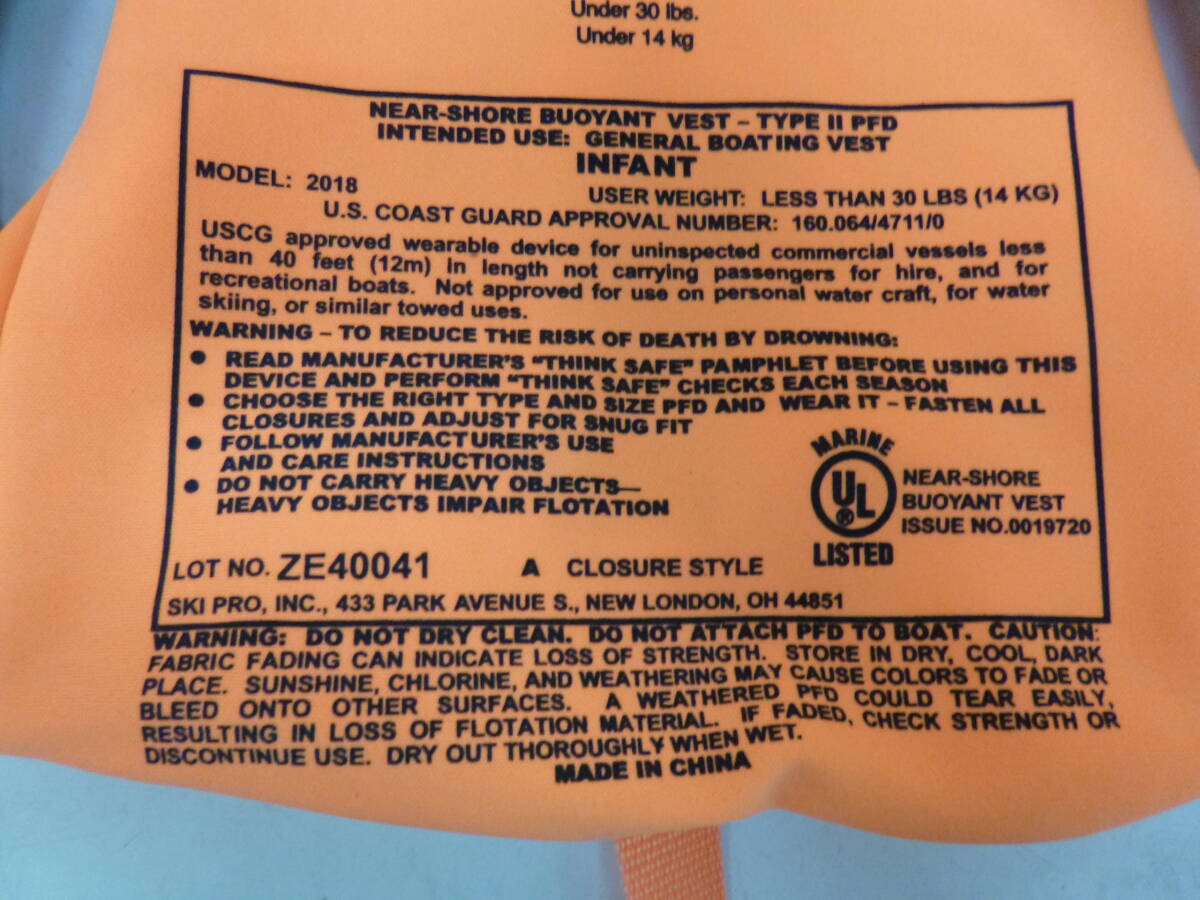 Under 30 lbs.
Under 14 kg
NEAR-SHORE BUOYANT VEST – TYPE II PFD
INTENDED USE: GENERAL BOATING VEST
INFANT
MODEL: 2018
USER WEIGHT: LESS THAN 30 LBS (14 KG)
U.S. COAST GUARD APPROVAL NUMBER: 160.064/4711/0
USCG approved wearable device for uninspected commercial vessels less
than 40 feet (12m) in length not carrying passengers for hire, and for
recreational boats. Not approved for use on personal water craft, for water
skiing, or similar towed uses.
WARNING – TO REDUCE THE RISK OF DEATH BY DROWNING:
● READ MANUFACTURER'S "THINK SAFE" PAMPHLET BEFORE USING THIS
DEVICE AND PERFORM "THINK SAFE" CHECKS EACH SEASON
● CHOOSE THE RIGHT TYPE AND SIZE PFD AND WEAR IT – FASTEN ALL
CLOSURES AND ADJUST FOR SNUG FIT
● FOLLOW MANUFACTURER'S USE
AND CARE INSTRUCTIONS
● DO NOT CARRY HEAVY OBJECTS—
HEAVY OBJECTS IMPAIR FLOTATION
MARINE
UL ®
LISTED
NEAR-SHORE
BUOYANT VEST
ISSUE NO.0019720
LOT NO. ZE40041 A CLOSURE STYLE
SKI PRO, INC., 433 PARK AVENUE S., NEW LONDON, OH 44851
WARNING: DO NOT DRY CLEAN. DO NOT ATTACH PFD TO BOAT. CAUTION:
FABRIC FADING CAN INDICATE LOSS OF STRENGTH. STORE IN DRY, COOL, DARK
PLACE. SUNSHINE, CHLORINE, AND WEATHERING MAY CAUSE COLORS TO FADE OR
BLEED ONTO OTHER SURFACES. A WEATHERED PFD COULD TEAR EASILY,
RESULTING IN LOSS OF FLOTATION MATERIAL. IF FADED, CHECK STRENGTH OR
DISCONTINUE USE. DRY OUT THOROUGHLY WHEN WET.
MADE IN CHINA